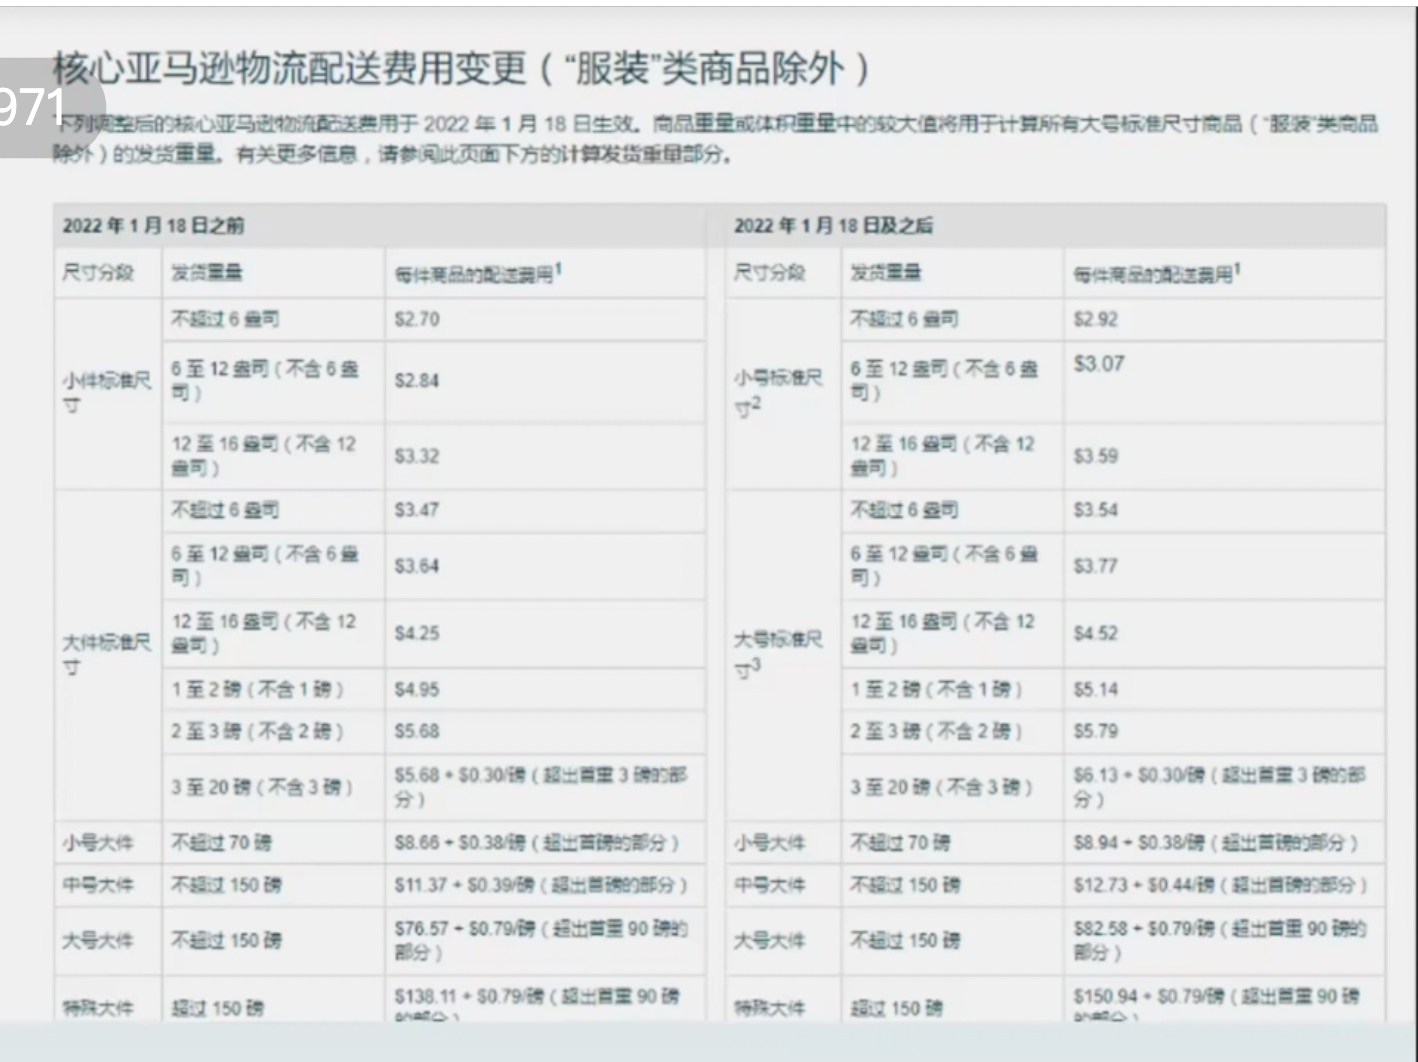 核心亚马逊物流配送费用变更（“服装”类商品除外）
971
下列调整后的核心亚马逊物流配送费用于 2022 年 1 月 18 日生效。商品重量或体积重量中的较大值将用于计算所有大号标准尺寸商品（“服装”类商品
除外）的发货重量。有关更多信息，请参阅此页面下方的计算发货重量部分。
2022 年 1 月 18 日之前
尺寸分段 发货重量 每件商品的配送费用1
小件标准尺
寸
不超过 6 盎司 $2.70
6 至 12 盎司（不含 6 盎
司） $2.84
12 至 16 盎司（不含 12
盎司） $3.32
大件标准尺
寸
不超过 6 盎司 $3.47
6 至 12 盎司（不含 6 盎
司） $3.64
12 至 16 盎司（不含 12
盎司） $4.25
1 至 2 磅（不含 1 磅） $4.95
2 至 3 磅（不含 2 磅） $5.68
3 至 20 磅（不含 3 磅） $5.68 + $0.30/磅（超出首重 3 磅的部
分）
小号大件 不超过 70 磅 $8.66 + $0.38/磅（超出首磅的部分）
中号大件 不超过 150 磅 $11.37 + $0.39/磅（超出首磅的部分）
大号大件 不超过 150 磅 $76.57 + $0.79/磅（超出首重 90 磅的
部分）
特殊大件 超过 150 磅 $138.11 + $0.79/磅（超出首重 90 磅
的部分）
2022 年 1 月 18 日及之后
尺寸分段 发货重量 每件商品的配送费用1
小号标准尺
寸2
不超过 6 盎司 $2.92
6 至 12 盎司（不含 6 盎
司） $3.07
12 至 16 盎司（不含 12
盎司） $3.59
大号标准尺
寸3
不超过 6 盎司 $3.54
6 至 12 盎司（不含 6 盎
司） $3.77
12 至 16 盎司（不含 12
盎司） $4.52
1 至 2 磅（不含 1 磅） $5.14
2 至 3 磅（不含 2 磅） $5.79
3 至 20 磅（不含 3 磅） $6.13 + $0.30/磅（超出首重 3 磅的部
分）
小号大件 不超过 70 磅 $8.94 + $0.38/磅（超出首磅的部分）
中号大件 不超过 150 磅 $12.73 + $0.44/磅（超出首磅的部分）
大号大件 不超过 150 磅 $82.58 + $0.79/磅（超出首重 90 磅的
部分）
特殊大件 超过 150 磅 $150.94 + $0.79/磅（超出首重 90 磅
的部分）